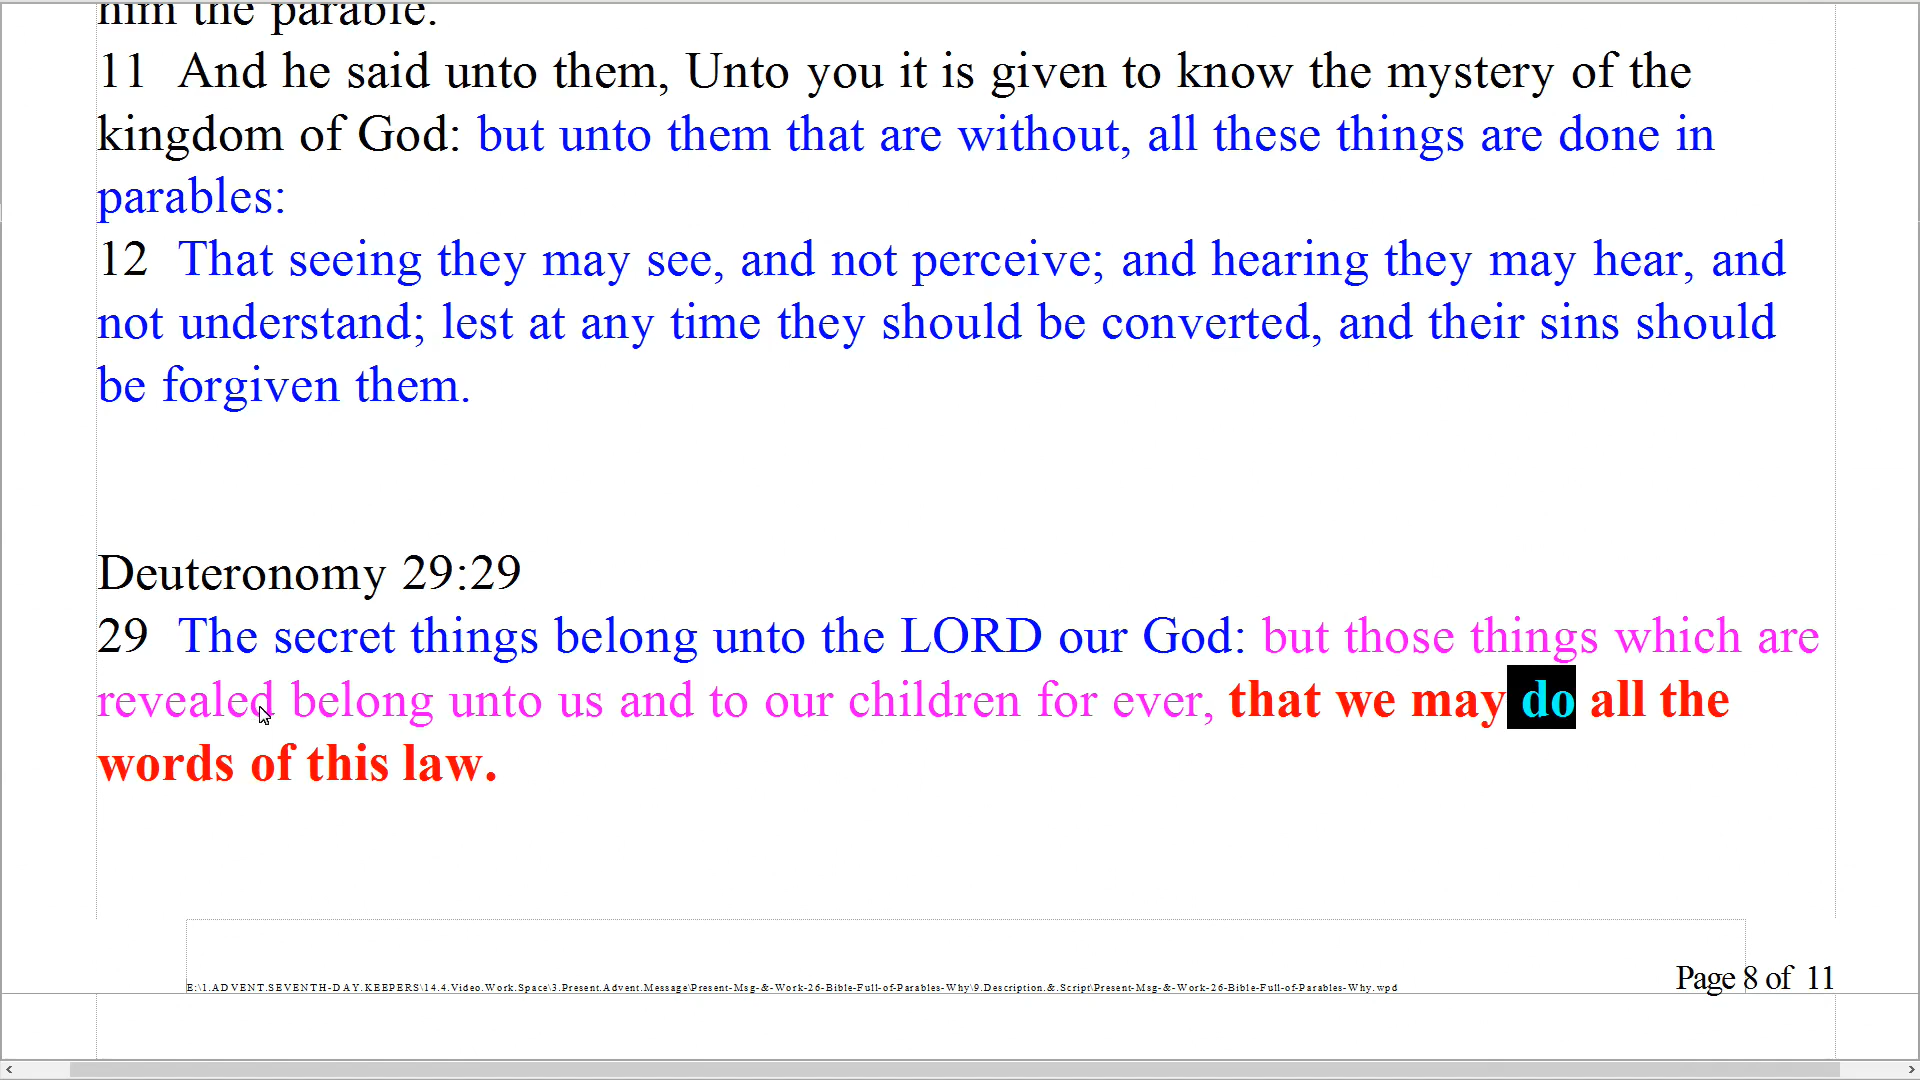 him the parable.
11 And he said unto them, Unto you it is given to know the mystery of the
kingdom of God: but unto them that are without, all these things are done in
parables:
12 That seeing they may see, and not perceive; and hearing they may hear, and
not understand; lest at any time they should be converted, and their sins should
be forgiven them.
Deuteronomy 29:29
29 The secret things belong unto the LORD our God: but those things which are
revealed belong unto us and to our children for ever, that we may do all the
words of this law.
E:\1.ADVENT.SEVENTH-DAY.KEEPERS\14.4.Video.Work.Space\3.Present.Advent.Message\Present-Msg-&-Work-26-Bible-Full-of-Parables-Why\9.Description.&.Script\Present-Msg-&-Work-26-Bible-Full-of-Parables-Why.wpd
Page 8 of 11